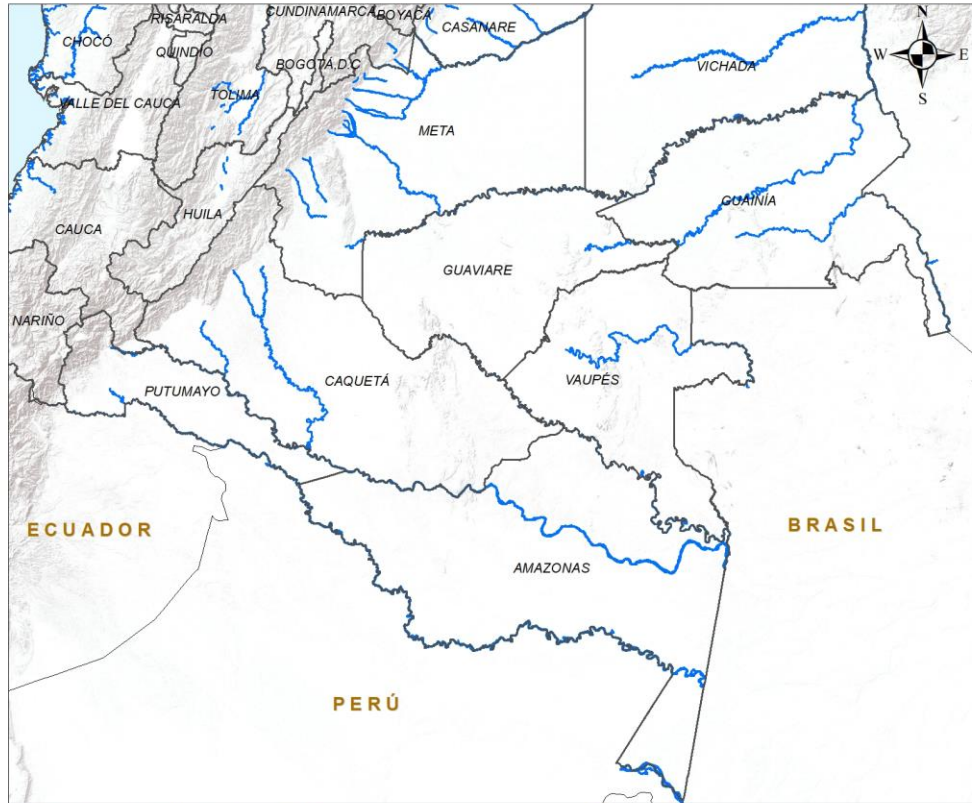 CUNDINAMARCA
BOYACÁ
N
RISARALDA
CASANARE
CHOCÓ
QUINDIO
W
E
BOGOTÁ,D.C
VICHADA
TOLIMA
S
VALLE DEL CAUCA
META
GUAINÍA
HUILA
CAUCA
GUAVIARE
NARIÑO
CAQUETÁ
VAUPÉS
PUTUMAYO
ECUADOR
BRASIL
AMAZONAS
PERÚ